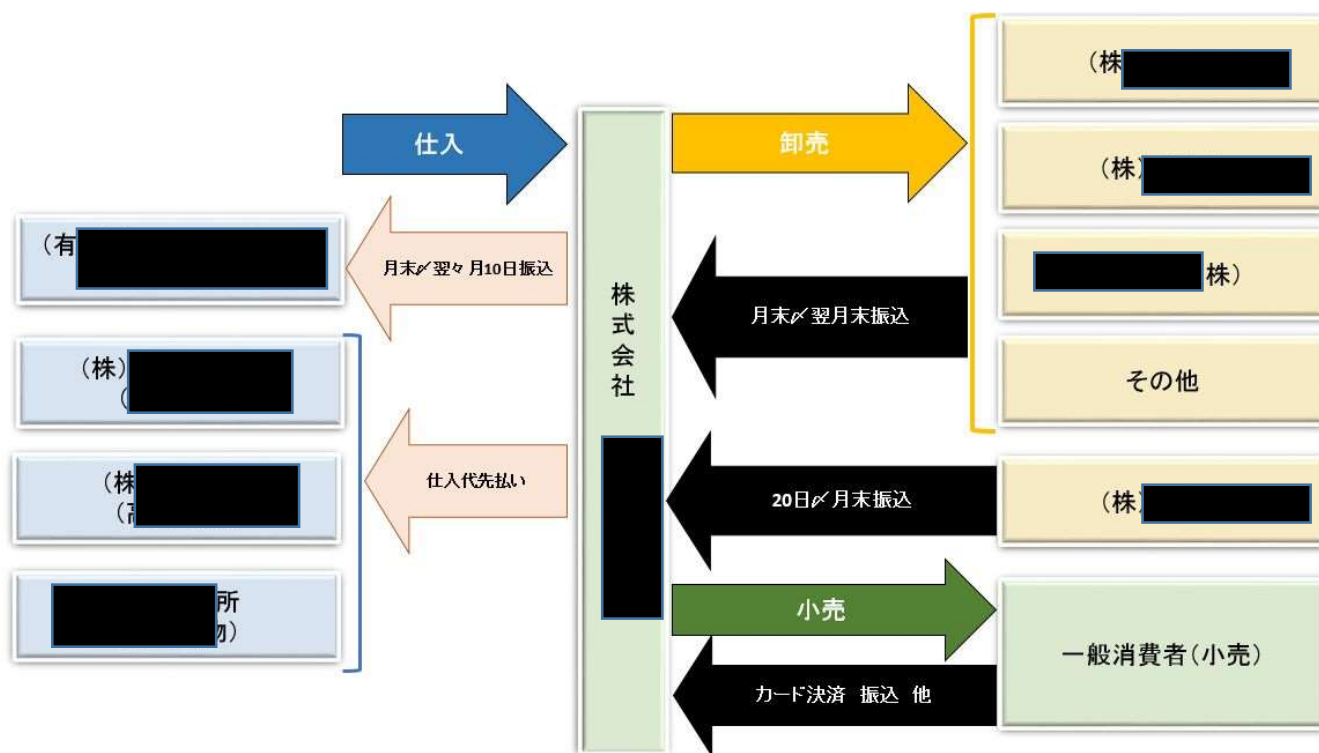 仕入
(有
月末〆翌々月10日振込
(株)
(
(株
(高
仕入代先払い
所
物)
株式会社
卸売
(株
(株)
株)
その他
月末〆翌月末振込
20日〆月末振込
(株)
小売
一般消費者(小売)
カード決済 振込 他